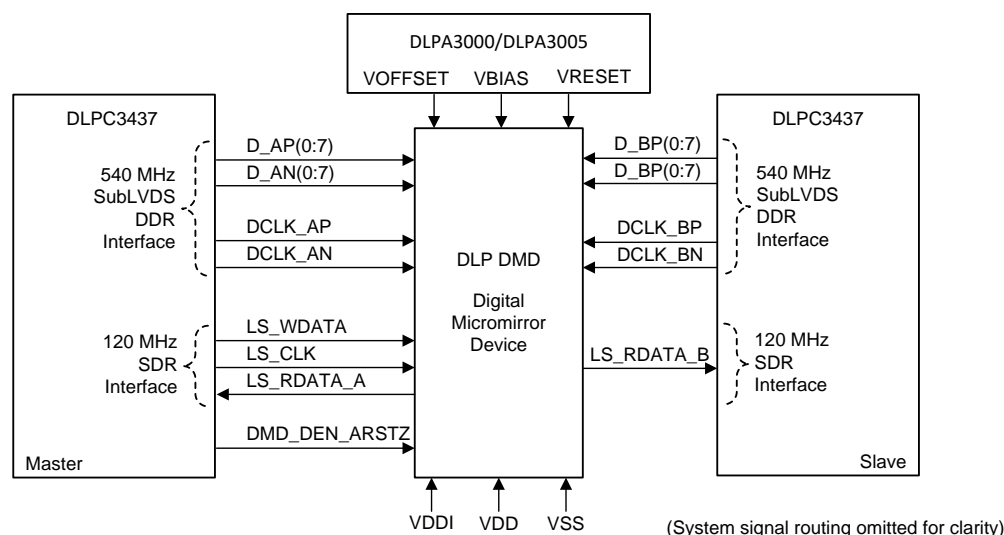 DLPA3000/DLPA3005
VOFFSET VBIAS VRESET
DLPC3437
540 MHz
SubLVDS
DDR
Interface
D_AP(0:7)
D_AN(0:7)
DCLK_AP
DCLK_AN
120 MHz
SDR
Interface
LS_WDATA
LS_CLK
LS_RDATA_A
DMD_DEN_ARSTZ
Master
DLP DMD
Digital
Micromirror
Device
DLPC3437
D_BP(0:7)
D_BP(0:7)
DCLK_BP
DCLK_BN
540 MHz
SubLVDS
DDR
Interface
LS_RDATA_B
120 MHz
SDR
Interface
Slave
VDDI VDD VSS
(System signal routing omitted for clarity)